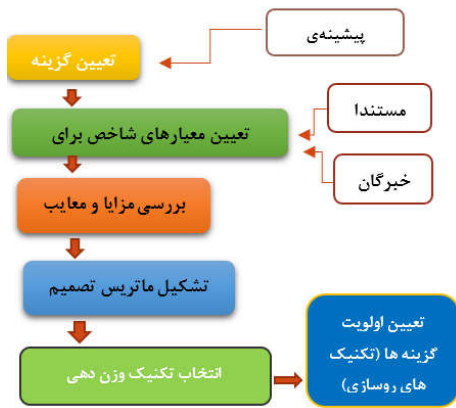 پیشینه‌ی
تعیین گزینه
مستندا
تعیین معیارهای شاخص برای
خبرگان
بررسی مزایا و معایب
تشکیل ماتریس تصمیم
انتخاب تکنیک وزن دهی
تعیین اولویت
گزینه ها (تکنیک
های روسازی)